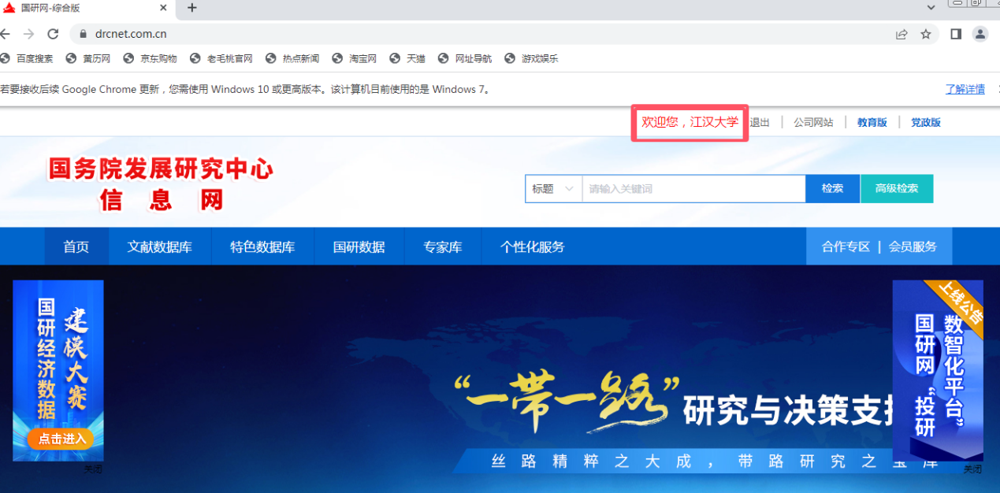 国研网-综合版
drcnet.com.cn
百度搜索 黄历网 京东购物 老毛桃官网 热点新闻 淘宝网 天猫 网址导航 游戏娱乐
若要接收后续 Google Chrome 更新，您需使用 Windows 10 或更高版本。该计算机目前使用的是 Windows 7。 了解详情
欢迎您，江汉大学 退出 公司网站 教育版 党政版
国务院发展研究中心
信息网
标题 请输入关键词 检索 高级检索
首页 文献数据库 特色数据库 国研数据 专家库 个性化服务 合作专区 | 会员服务
国研经济数据
建模大赛
点击进入
关闭
“一带一路”研究与决策支
丝路精粹之大成，带路研究之宝库
上线公告
国研网“投研
数智化平台”
关闭